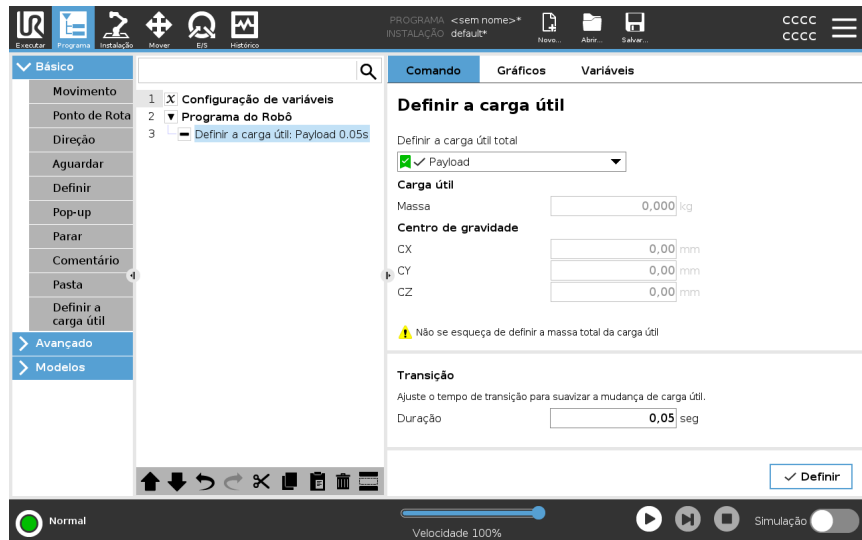 UR
PROGRAMA <sem nome>*
INSTALAÇÃO default*
CCCC
CCCC
Executar Programa Instalação Mover E/S Histórico Novo... Abrir... Salvar...
Básico
Movimento
Ponto de Rota
Direção
Aguardar
Definir
Pop-up
Parar
Comentário
Pasta
Definir a
carga útil
Avançado
Modelos
1 X Configuração de variáveis
2 Programa do Robô
3 Definir a carga útil: Payload 0.05s
Comando Gráficos Variáveis
Definir a carga útil
Definir a carga útil total
Payload
Carga útil
Massa 0,000 kg
Centro de gravidade
CX 0,00 mm
CY 0,00 mm
CZ 0,00 mm
Não se esqueça de definir a massa total da carga útil
Transição
Ajuste o tempo de transição para suavizar a mudança de carga útil.
Duração 0,05 seg
Definir
Normal
Velocidade 100%
Simulação